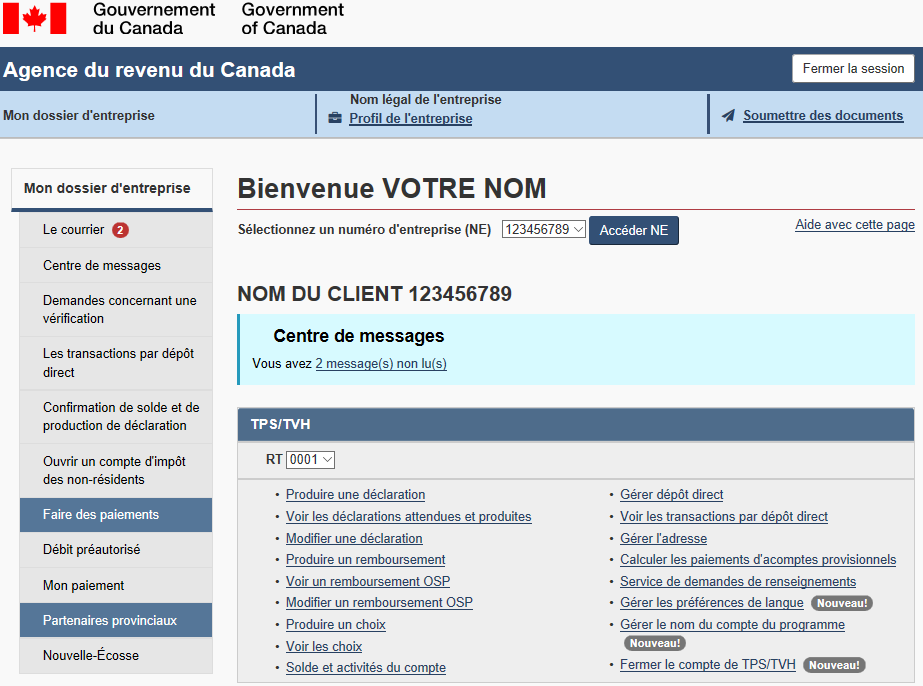 Gouvernement du Canada
Government of Canada
Agence du revenu du Canada
Fermer la session
Mon dossier d'entreprise
Nom légal de l'entreprise
Profil de l'entreprise
Soumettre des documents
Mon dossier d'entreprise
Le courrier 2
Centre de messages
Demandes concernant une
vérification
Les transactions par dépôt
direct
Confirmation de solde et de
production de déclaration
Ouvrir un compte d'impôt
des non-résidents
Faire des paiements
Débit préautorisé
Mon paiement
Partenaires provinciaux
Nouvelle-Écosse
Bienvenue VOTRE NOM
Sélectionnez un numéro d'entreprise (NE) 123456789 Accéder NE
Aide avec cette page
NOM DU CLIENT 123456789
Centre de messages
Vous avez 2 message(s) non lu(s)
TPS/TVH
RT 0001
• Produire une déclaration
• Voir les déclarations attendues et produites
• Modifier une déclaration
• Produire un remboursement
• Voir un remboursement OSP
• Modifier un remboursement OSP
• Produire un choix
• Voir les choix
• Solde et activités du compte
• Gérer dépôt direct
• Voir les transactions par dépôt direct
• Gérer l'adresse
• Calculer les paiements d'acomptes provisionnels
• Service de demandes de renseignements
• Gérer les préférences de langue Nouveau!
• Gérer le nom du compte du programme
Nouveau!
• Fermer le compte de TPS/TVH Nouveau!